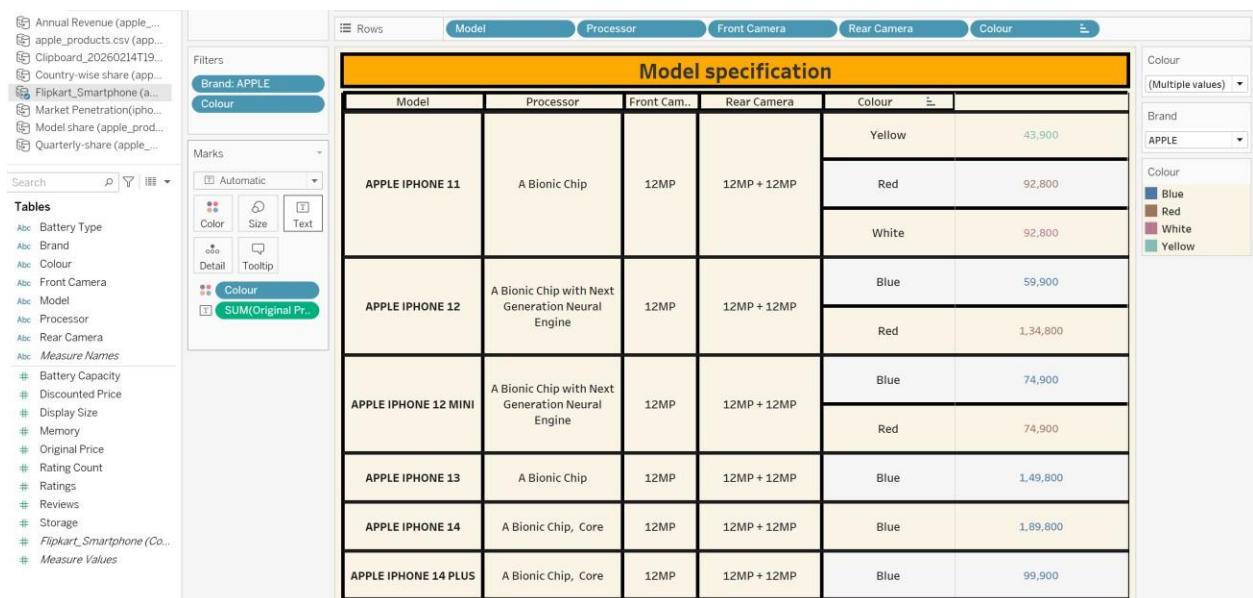 Annual Revenue (apple_...
apple_products.csv (app...
Clipboard_20260214T19...
Country-wise share (app...
Flipkart_Smartphone (a...
Market Penetration(ipho...
Model share (apple_prod...
Quarterly-share (apple_...
Search
Tables
Abc Battery Type
Abc Brand
Abc Colour
Abc Front Camera
Abc Model
Abc Processor
Abc Rear Camera
Abc Measure Names
# Battery Capacity
# Discounted Price
# Display Size
# Memory
# Original Price
# Rating Count
# Ratings
# Reviews
# Storage
# Flipkart_Smartphone (Co...
# Measure Values
Filters
Brand: APPLE
Colour
Marks
T Automatic
Color Size Text
Detail Tooltip
Colour
T SUM(Original Pr..
Rows Model Processor Front Camera Rear Camera Colour
Model specification
Model Processor Front Cam.. Rear Camera Colour
Yellow 43,900
APPLE IPHONE 11 A Bionic Chip 12MP 12MP + 12MP Red 92,800
White 92,800
Blue 59,900
APPLE IPHONE 12 A Bionic Chip with Next
Generation Neural
Engine 12MP 12MP + 12MP
Red 1,34,800
Blue 74,900
APPLE IPHONE 12 MINI A Bionic Chip with Next
Generation Neural
Engine 12MP 12MP + 12MP
Red 74,900
APPLE IPHONE 13 A Bionic Chip 12MP 12MP + 12MP Blue 1,49,800
APPLE IPHONE 14 A Bionic Chip, Core 12MP 12MP + 12MP Blue 1,89,800
APPLE IPHONE 14 PLUS A Bionic Chip, Core 12MP 12MP + 12MP Blue 99,900
Colour
(Multiple values)
Brand
APPLE
Colour
Blue
Red
White
Yellow